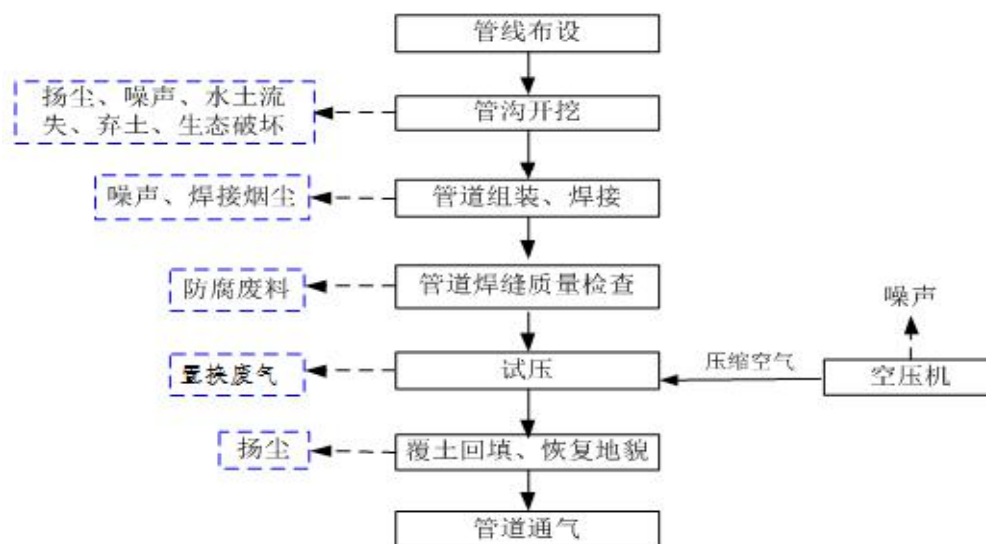 管线布设
扬尘、噪声、水土流
失、弃土、生态破坏
管沟开挖
噪声、焊接烟尘
管道组装、焊接
防腐废料
管道焊缝质量检查
噪声
置换废气
试压
压缩空气
空压机
扬尘
覆土回填、恢复地貌
管道通气